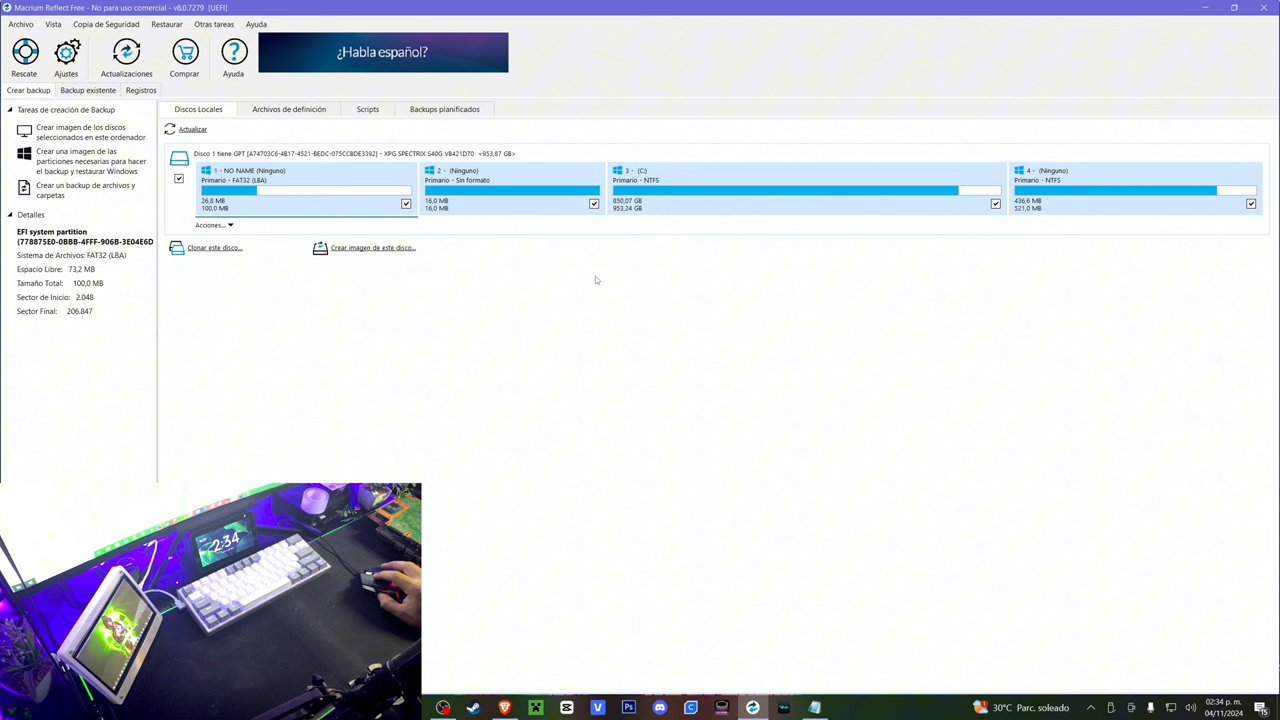 Macrium Reflect Free - No para uso comercial - v8.0.7279 [UEFI]
Archivo Vista Copia de Seguridad Restaurar Otras tareas Ayuda
Rescate Ajustes Actualizaciones Comprar Ayuda
¿Habla español?
Crear backup Backup existente Registros
Tareas de creación de Backup
Crear imagen de los discos
seleccionados en este ordenador
Crear una imagen de las
particiones necesarias para hacer
el backup y restaurar Windows
Crear un backup de archivos y
carpetas
Detalles
EFI system partition
(778875E0-0BBB-4FFF-906B-3E04E6D
Sistema de Archivos: FAT32 (LBA)
Espacio Libre: 73,2 MB
Tamaño Total: 100,0 MB
Sector de Inicio: 2.048
Sector Final: 206.847
Discos Locales Archivos de definición Scripts Backups planificados
Actualizar
Disco 1 tiene GPT [A74703C6-4B17-4521-BEDC-075CCBDE3392] - XPG SPECTRIX S40G VB421D70 <953,87 GB>
1 - NO NAME (Ninguno)
Primario - FAT32 (LBA)
26,8 MB
100,0 MB
2 - (Ninguno)
Primario - Sin formato
16,0 MB
16,0 MB
3 - (C:)
Primario - NTFS
850,07 GB
953,24 GB
4 - (Ninguno)
Primario - NTFS
436,6 MB
521,0 MB
Acciones...
Clonar este disco... Crear imagen de este disco...
2:34
Ps
30°C Parc. soleado
02:34 p. m.
04/11/2024
15